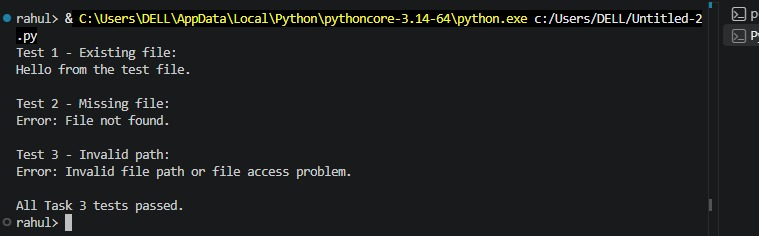 rahul> & C:\Users\DELL\AppData\Local\Python\pythoncore-3.14-64\python.exe c:/Users/DELL/Untitled-2
.py
Test 1 - Existing file:
Hello from the test file.

Test 2 - Missing file:
Error: File not found.

Test 3 - Invalid path:
Error: Invalid file path or file access problem.

All Task 3 tests passed.
rahul>
p
Py